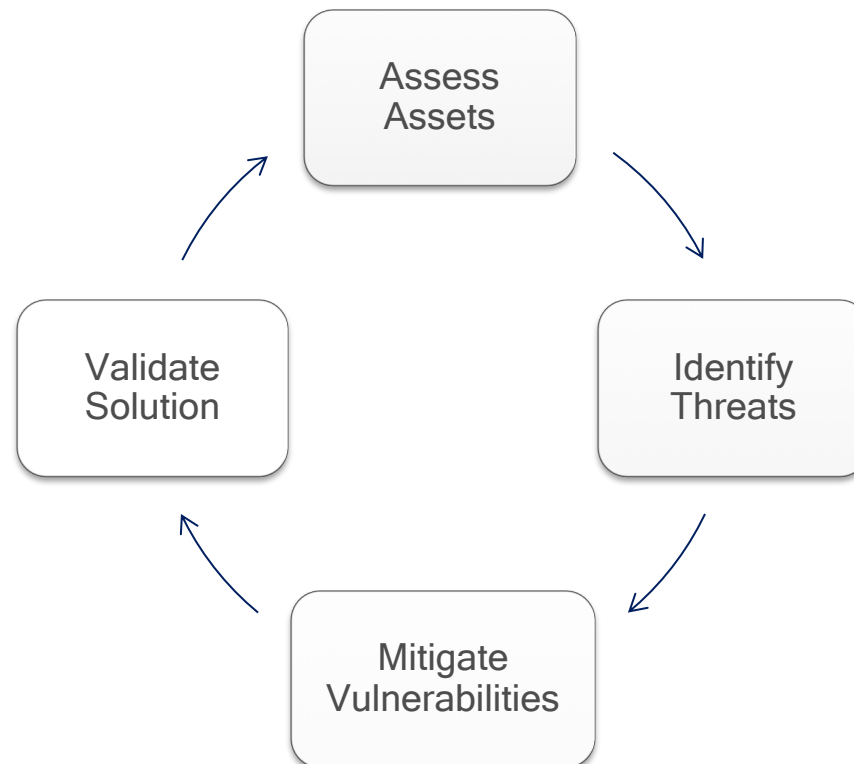 Assess
Assets
Identify
Threats
Mitigate
Vulnerabilities
Validate
Solution